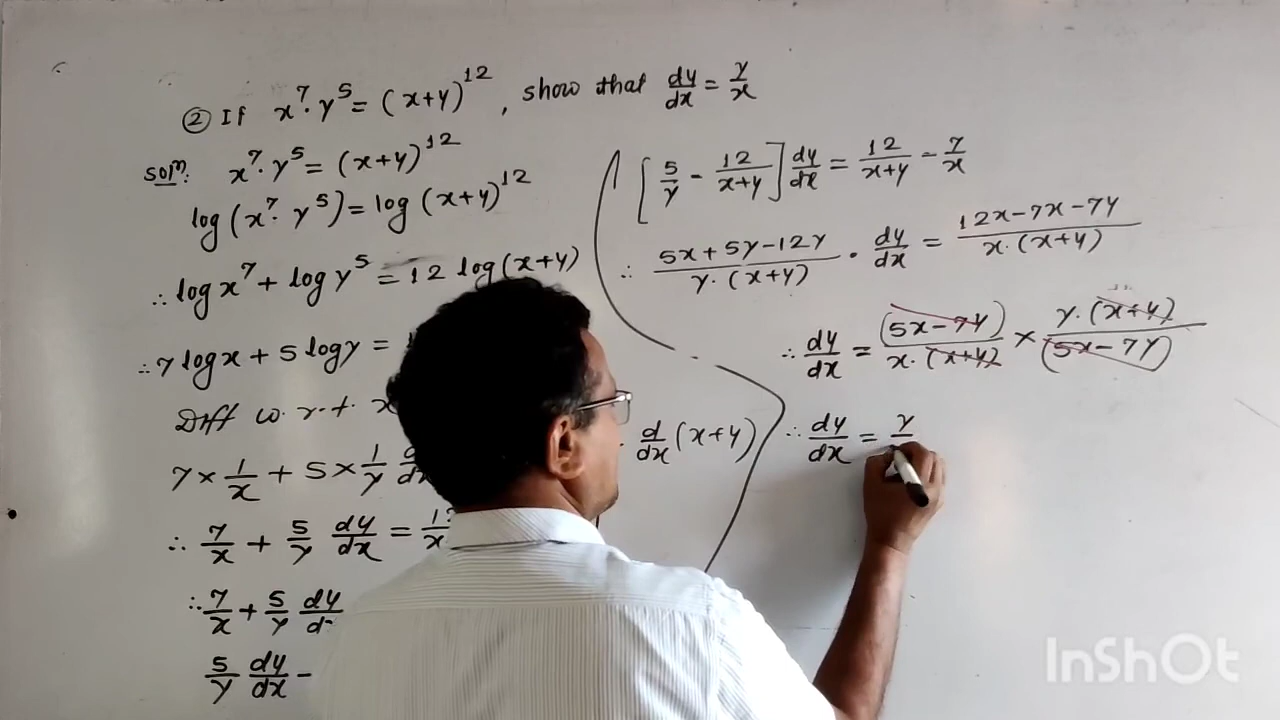 ② If x⁷·y⁵ = (x+y)¹², show that dy/dx = y/x
Soln: x⁷·y⁵ = (x+y)¹²
log(x⁷·y⁵) = log(x+y)¹²
∴ log x⁷ + log y⁵ = 12 log(x+y)
∴ 7 log x + 5 log y =
Diff w.r.t. x
7 × 1/x + 5 × 1/y
d/dx (x+y)
∴ 7/x + 5/y dy/dx =
∴ 7/x + 5/y dy
5/y dy/dx −
[5/y − 12/(x+y)] dy/dx = 12/(x+y) − 7/x
∴ (5x+5y−12y)/(y·(x+y)) · dy/dx = (12x−7x−7y)/(x·(x+y))
∴ dy/dx = (5x−7y)/(x·(x+y)) × (y·(x+y))/(5x−7y)
∴ dy/dx = y
InShOt